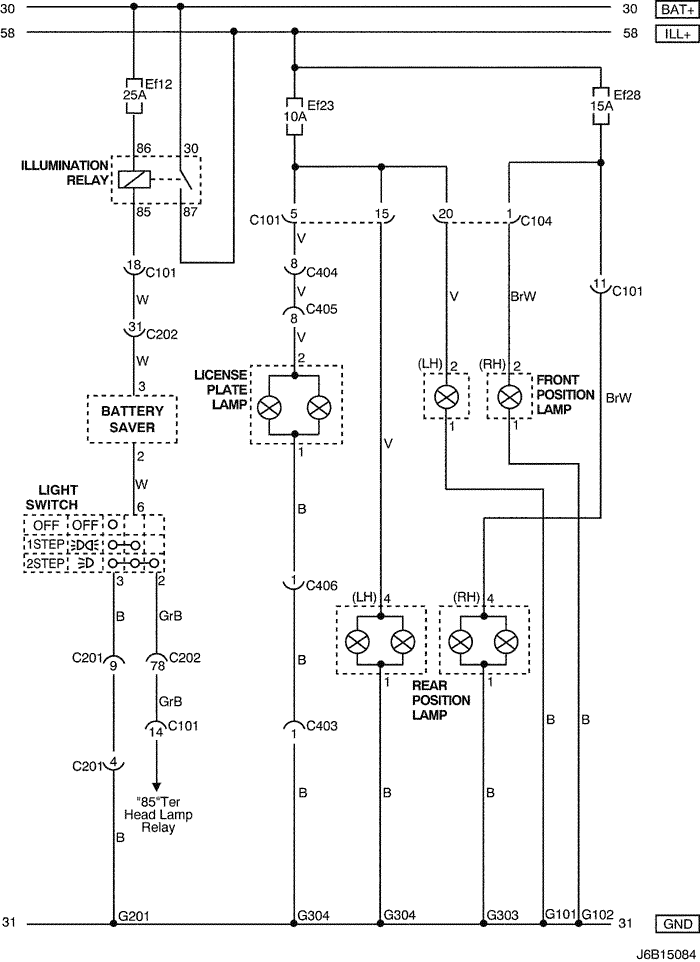 30 30 BAT+
58 58 ILL+
Ef12
25A
Ef23
10A
Ef28
15A
86 30
ILLUMINATION
RELAY
85 87
C101 5 15 20 1 C104
V
18 C101
8 C404
11 C101
W
V
V
BrW
C405
8
31 C202
V
W
LICENSE
PLATE
LAMP
2
(LH) 2
(RH) 2
FRONT
POSITION
LAMP
3
BATTERY
SAVER
BrW
1
1
1
2
V
W
LIGHT
SWITCH
6
B
OFF OFF
1STEP
2STEP
3 2
1 C406
(LH) 4
(RH) 4
B
GrB
C201 9
78 C202
B
1
1
REAR
POSITION
LAMP
GrB
C101
14
C403
1
B
B
C201 4
B
B
B
"85"Ter
Head Lamp
Relay
B
31 G201 G304 G304 G303 G101 G102 31 GND
J6B15084